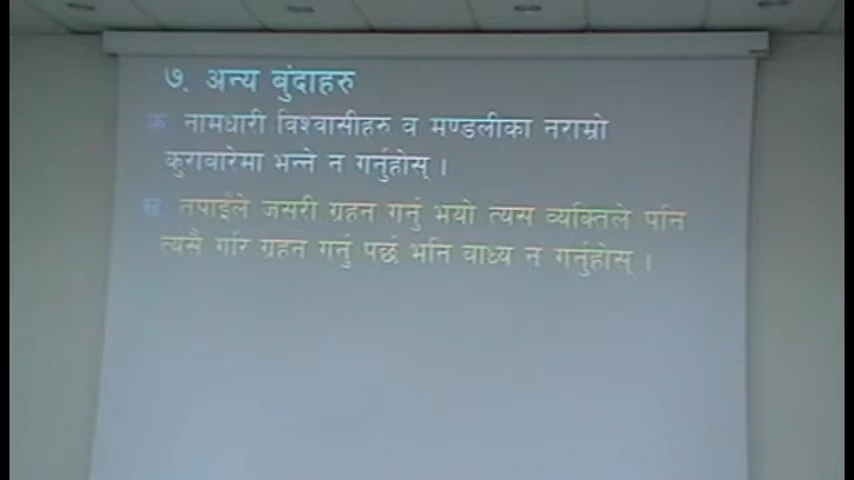 ७. अन्य बुंदाहरु
क नामधारी विश्वासीहरु व मण्डलीका नराम्रो
कुराबारेमा भन्ने न गर्नुहोस् ।
ख तपाईंले जसरी ग्रहन गर्नु भयो त्यस व्यक्तिले पनि
त्यसै गरि ग्रहन गर्नु पर्छ भनि वाध्य न गर्नुहोस् ।